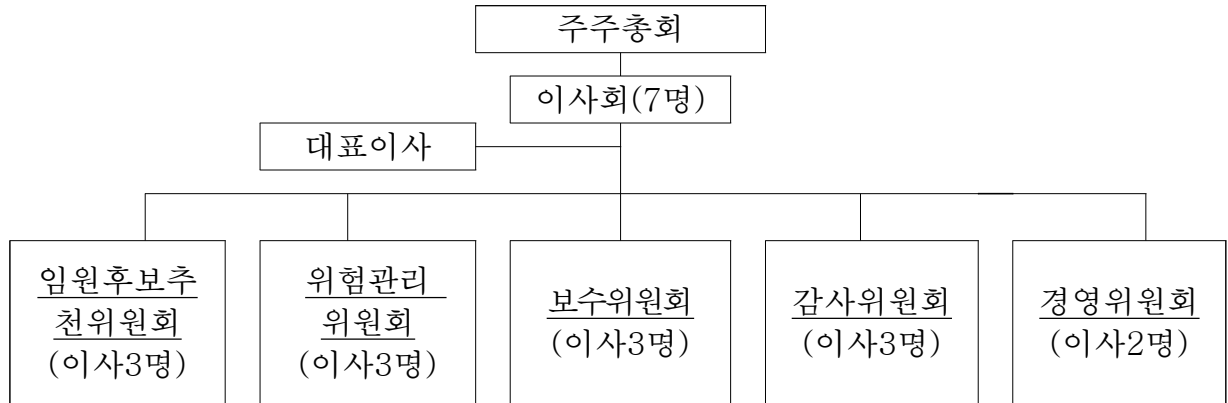 주주총회
이사회(7명)
대표이사
임원후보추
천위원회
(이사3명)
위험관리
위원회
(이사3명)
보수위원회
(이사3명)
감사위원회
(이사3명)
경영위원회
(이사2명)